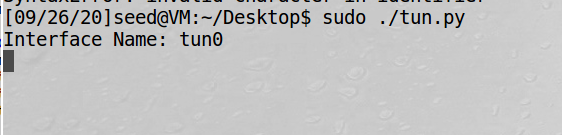 SyntaxError: invalid character in identifier
[09/26/20]seed@VM:~/Desktop$ sudo ./tun.py
Interface Name: tun0